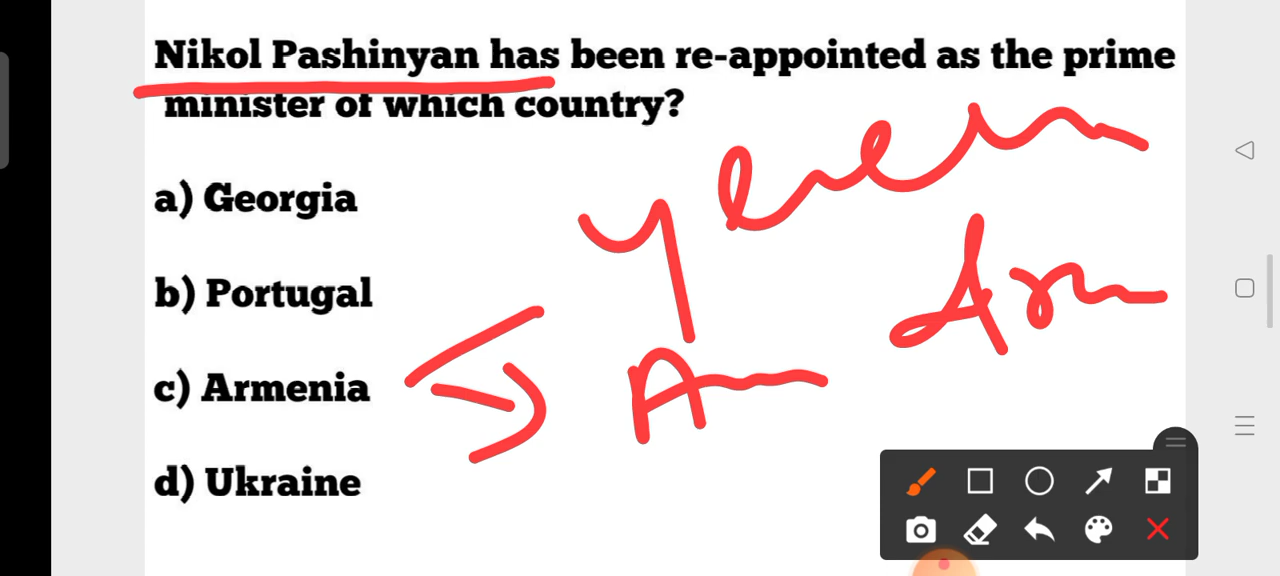 Nikol Pashinyan has been re-appointed as the prime
minister of which country?
a) Georgia
b) Portugal
c) Armenia
d) Ukraine